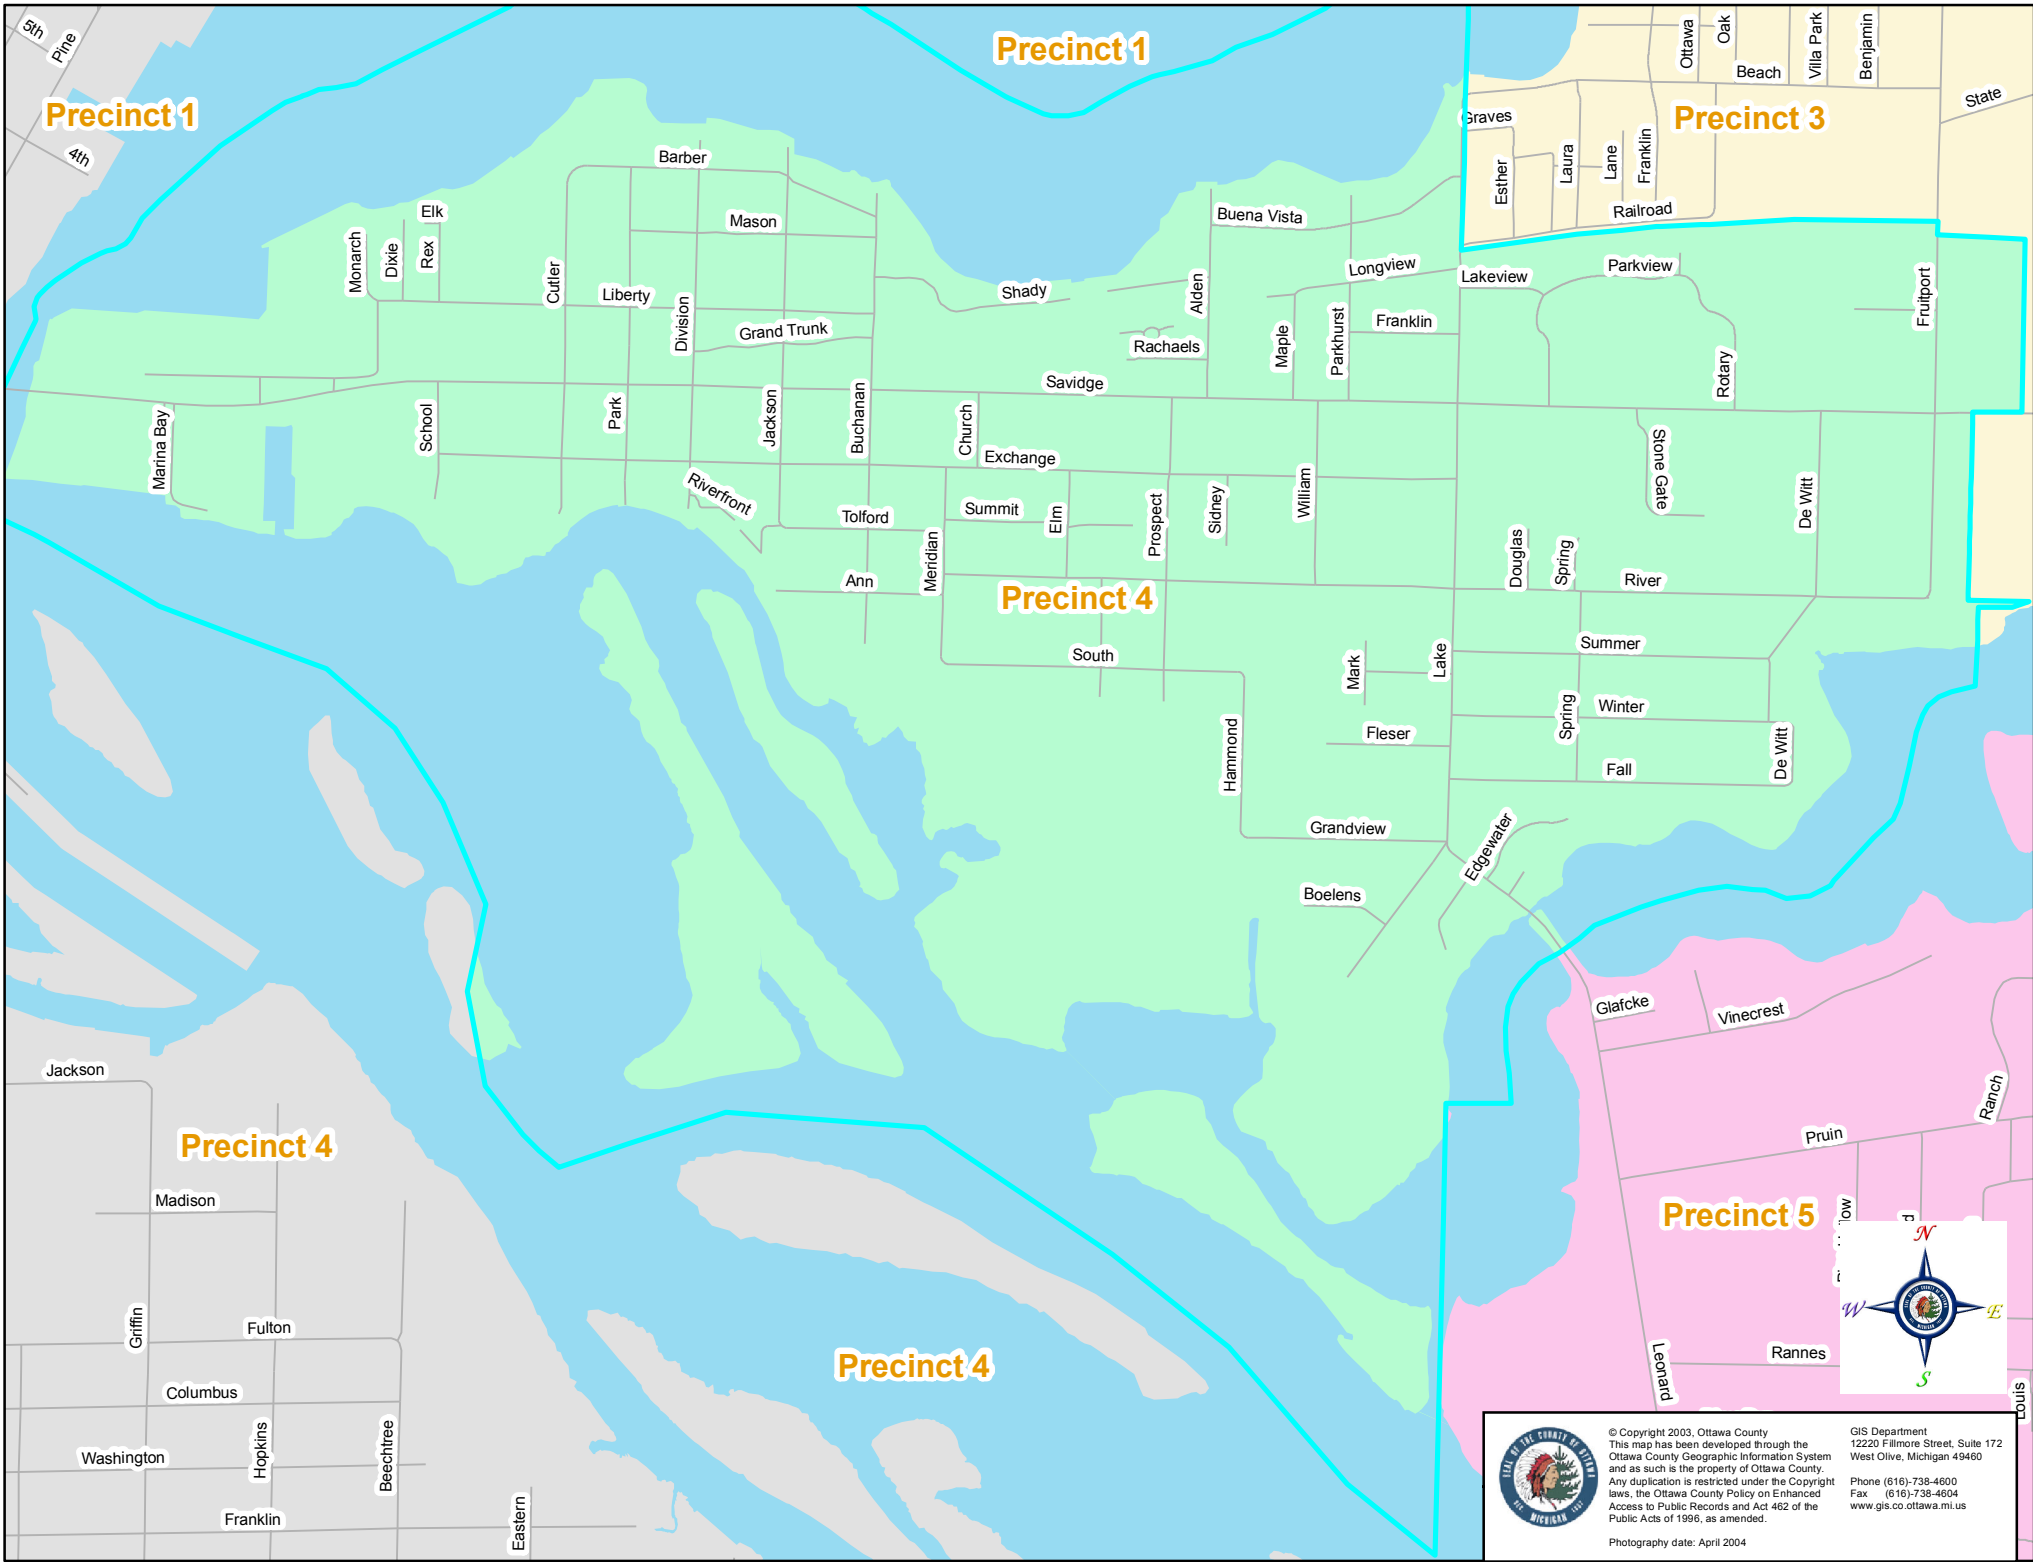 5th
Pine
Precinct 1
4th
Precinct 1
Ottawa
Oak
Villa Park
Benjamin
Beach
State
Precinct 3
Graves
Esther
Laura
Lane
Franklin
Railroad
Barber
Elk
Mason
Buena Vista
Monarch
Dixie
Rex
Cutler
Liberty
Division
Grand Trunk
Shady
Alden
Longview
Lakeview
Parkview
Fruitport
Rachaels
Maple
Parkhurst
Franklin
Rotary
Savidge
Marina Bay
School
Park
Jackson
Buchanan
Church
Exchange
Riverfront
Tolford
Summit
Elm
Prospect
Sidney
William
Stone Gate
De Witt
Ann
Meridian
Precinct 4
Douglas
Spring
River
South
Mark
Lake
Summer
Hammond
Fleser
Spring
Winter
De Witt
Fall
Grandview
Edgewater
Boelens
Glafcke
Vinecrest
Ranch
Pruin
Precinct 5
Jackson
Precinct 4
Madison
Griffin
Fulton
Columbus
Hopkins
Beechtree
Washington
Franklin
Eastern
Precinct 4
Leonard
Rannes
Louis
N
W
E
S
SEAL OF THE COUNTY OF OTTAWA
MICHIGAN
© Copyright 2003, Ottawa County
This map has been developed through the
Ottawa County Geographic Information System
and as such is the property of Ottawa County.
Any duplication is restricted under the Copyright
laws, the Ottawa County Policy on Enhanced
Access to Public Records and Act 462 of the
Public Acts of 1996, as amended.
Photography date: April 2004
GIS Department
12220 Fillmore Street, Suite 172
West Olive, Michigan 49460
Phone (616)-738-4600
Fax (616)-738-4604
www.gis.co.ottawa.mi.us